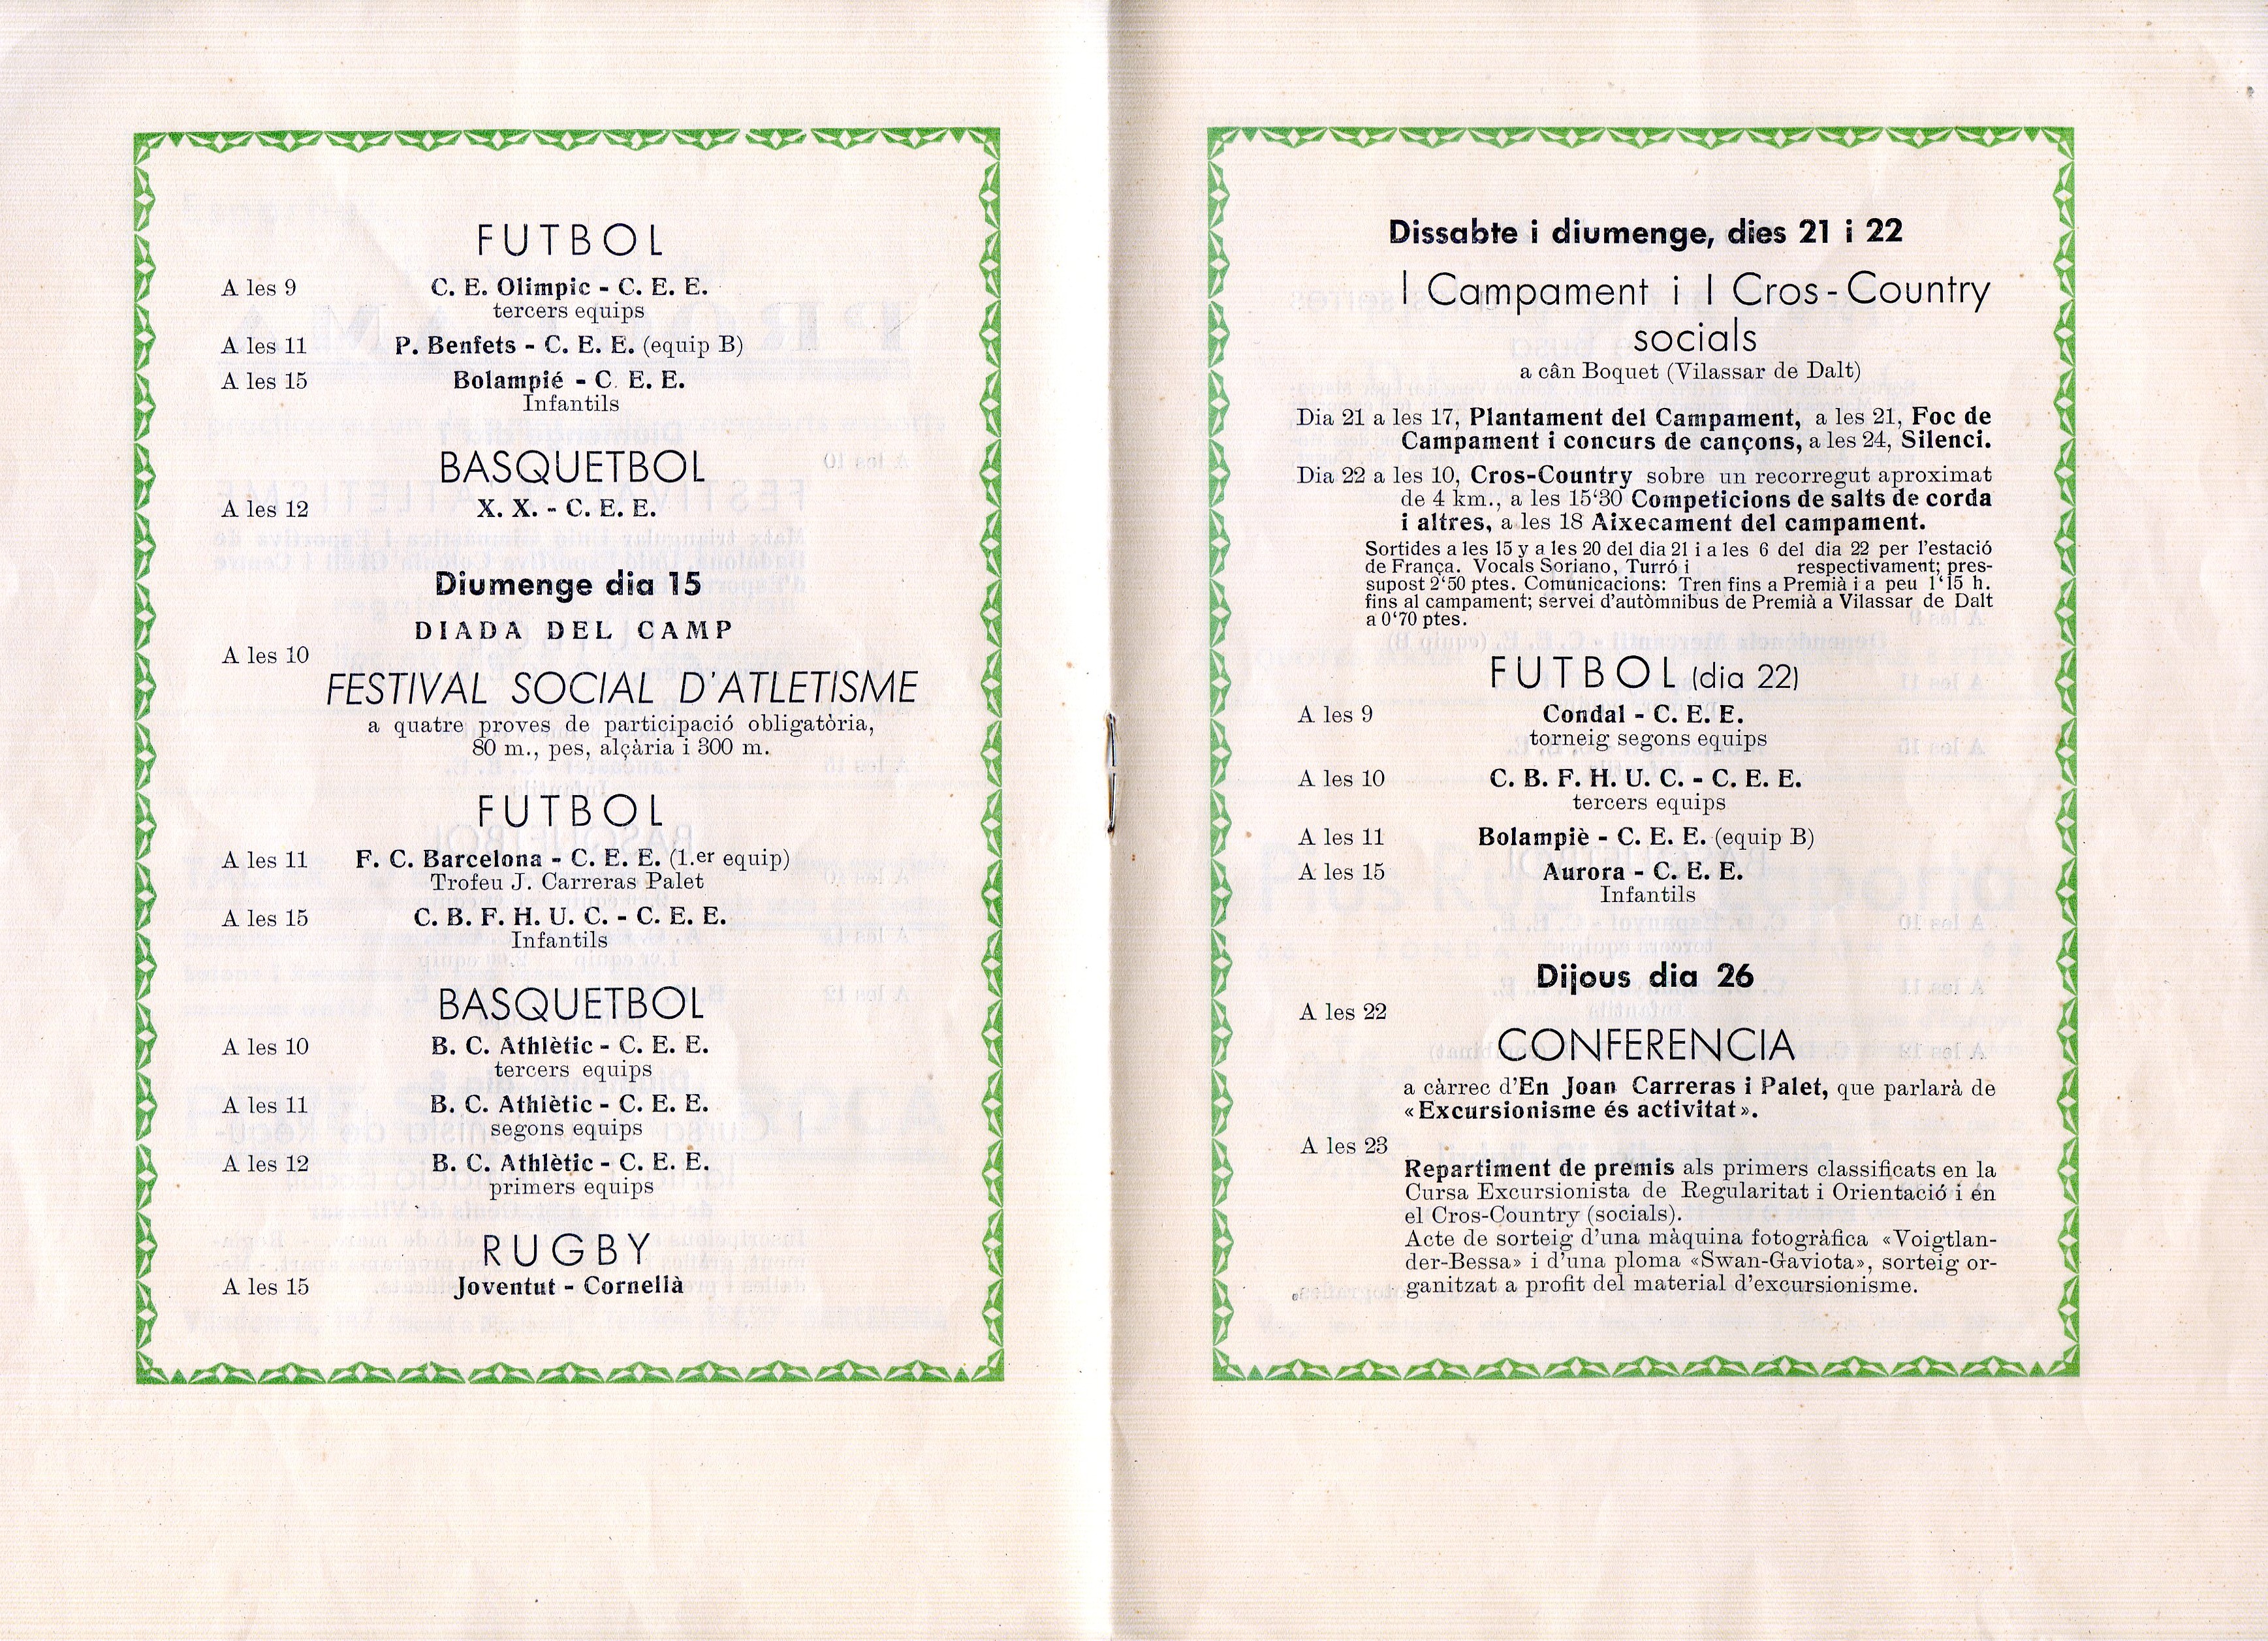 FUTBOL
A les 9 C. E. Olimpic - C. E. E.
tercers equips
A les 11 P. Benfets - C. E. E. (equip B)
A les 15 Bolampié - C. E. E.
Infantils
BASQUETBOL
A les 12 X. X. - C. E. E.
Diumenge dia 15
DIADA DEL CAMP
A les 10
FESTIVAL SOCIAL D'ATLETISME
a quatre proves de participació obligatòria,
80 m., pes, alçària i 300 m.
FUTBOL
A les 11 F. C. Barcelona - C. E. E. (1.er equip)
Trofeu J. Carreras Palet
A les 15 C. B. F. H. U. C. - C. E. E.
Infantils
BASQUETBOL
A les 10 B. C. Athlètic - C. E. E.
tercers equips
A les 11 B. C. Athlètic - C. E. E.
segons equips
A les 12 B. C. Athlètic - C. E. E.
primers equips
RUGBY
A les 15 Joventut - Cornellà
Dissabte i diumenge, dies 21 i 22
I Campament i I Cros-Country
socials
a cân Boquet (Vilassar de Dalt)
Dia 21 a les 17, Plantament del Campament, a les 21, Foc de
Campament i concurs de cançons, a les 24, Silenci.
Dia 22 a les 10, Cros-Country sobre un recorregut aproximat
de 4 km., a les 15'30 Competicions de salts de corda
i altres, a les 18 Aixecament del campament.
Sortides a les 15 y a les 20 del dia 21 i a les 6 del dia 22 per l'estació
de França. Vocals Soriano, Turró i respectivament; pres-
supost 2'50 ptes. Comunicacions: Tren fins a Premià i a peu 1'15 h.
fins al campament; servei d'autòmnibus de Premià a Vilassar de Dalt
a 0'70 ptes.
FUTBOL (dia 22)
A les 9 Condal - C. E. E.
torneig segons equips
A les 10 C. B. F. H. U. C. - C. E. E.
tercers equips
A les 11 Bolampiè - C. E. E. (equip B)
A les 15 Aurora - C. E. E.
Infantils
Dijous dia 26
A les 22
CONFERENCIA
a càrrec d'En Joan Carreras i Palet, que parlarà de
«Excursionisme és activitat».
A les 23
Repartiment de premis als primers classificats en la
Cursa Excursionista de Regularitat i Orientació i en
el Cros-Country (socials).
Acte de sorteig d'una màquina fotogràfica «Voigtlan-
der-Bessa» i d'una ploma «Swan-Gaviota», sorteig or-
ganitzat a profit del material d'excursionisme.